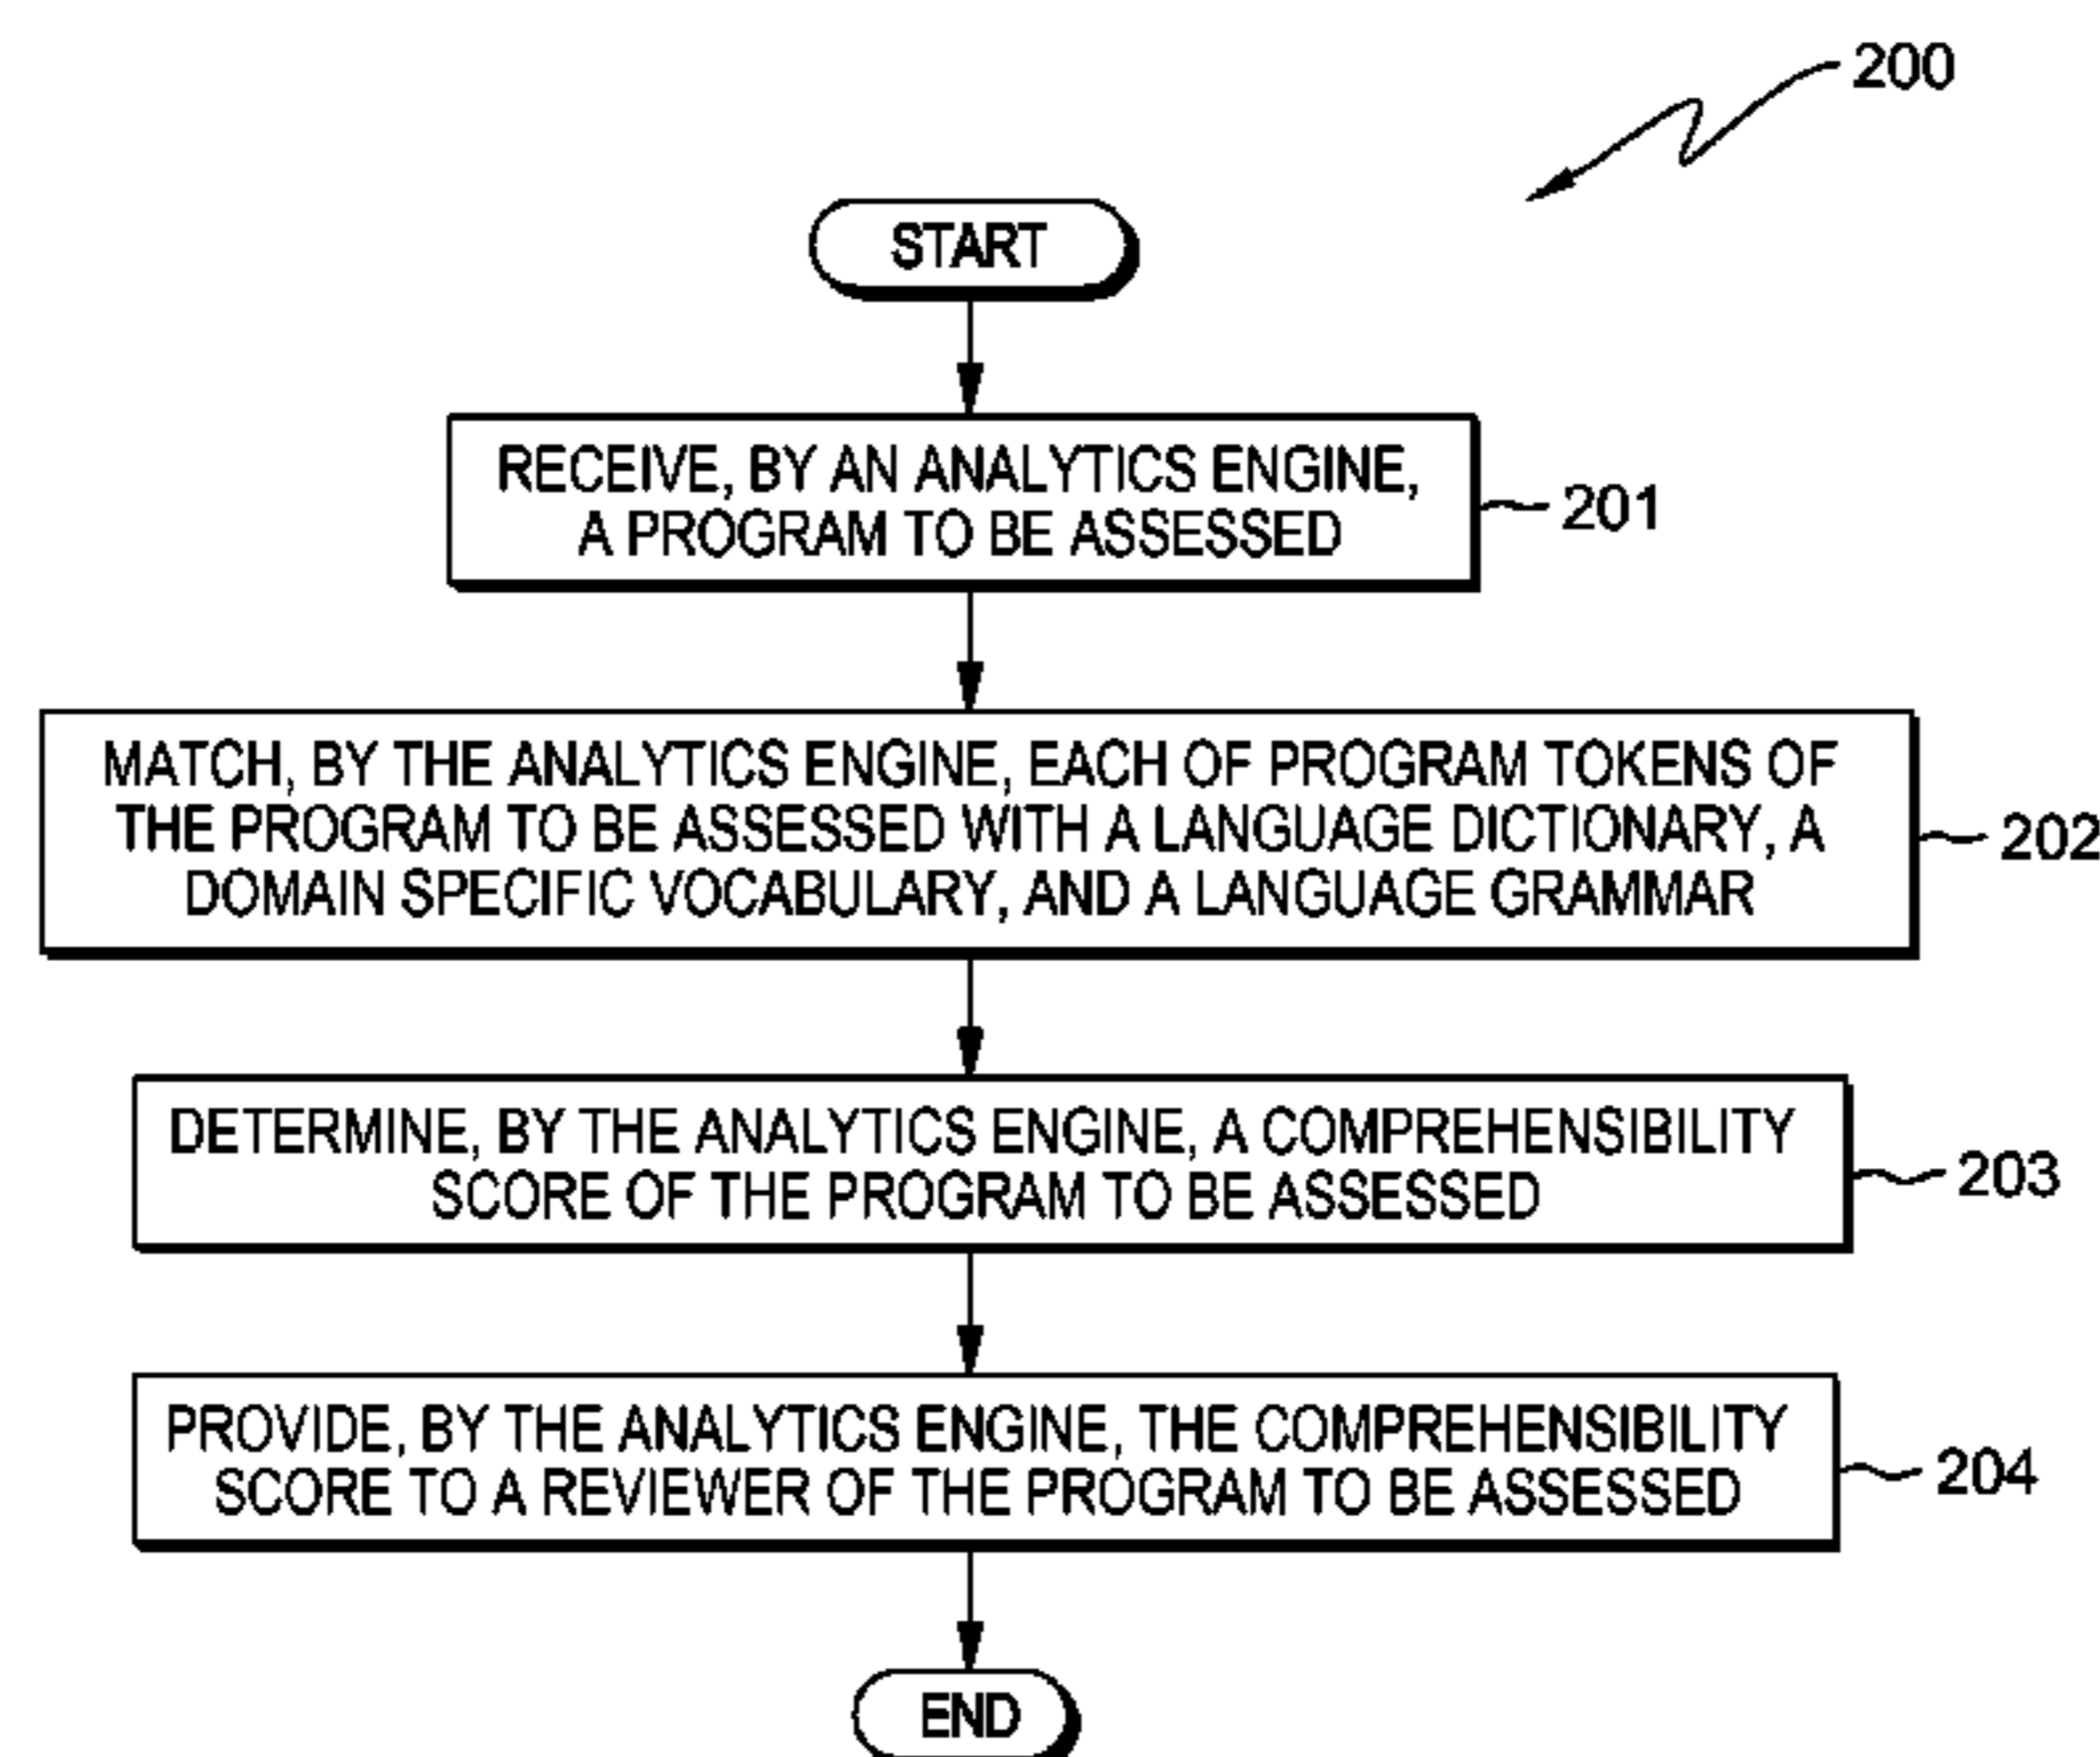 200
START
RECEIVE, BY AN ANALYTICS ENGINE,
A PROGRAM TO BE ASSESSED
201
MATCH, BY THE ANALYTICS ENGINE, EACH OF PROGRAM TOKENS OF
THE PROGRAM TO BE ASSESSED WITH A LANGUAGE DICTIONARY, A
DOMAIN SPECIFIC VOCABULARY, AND A LANGUAGE GRAMMAR
202
DETERMINE, BY THE ANALYTICS ENGINE, A COMPREHENSIBILITY
SCORE OF THE PROGRAM TO BE ASSESSED
203
PROVIDE, BY THE ANALYTICS ENGINE, THE COMPREHENSIBILITY
SCORE TO A REVIEWER OF THE PROGRAM TO BE ASSESSED
204
END